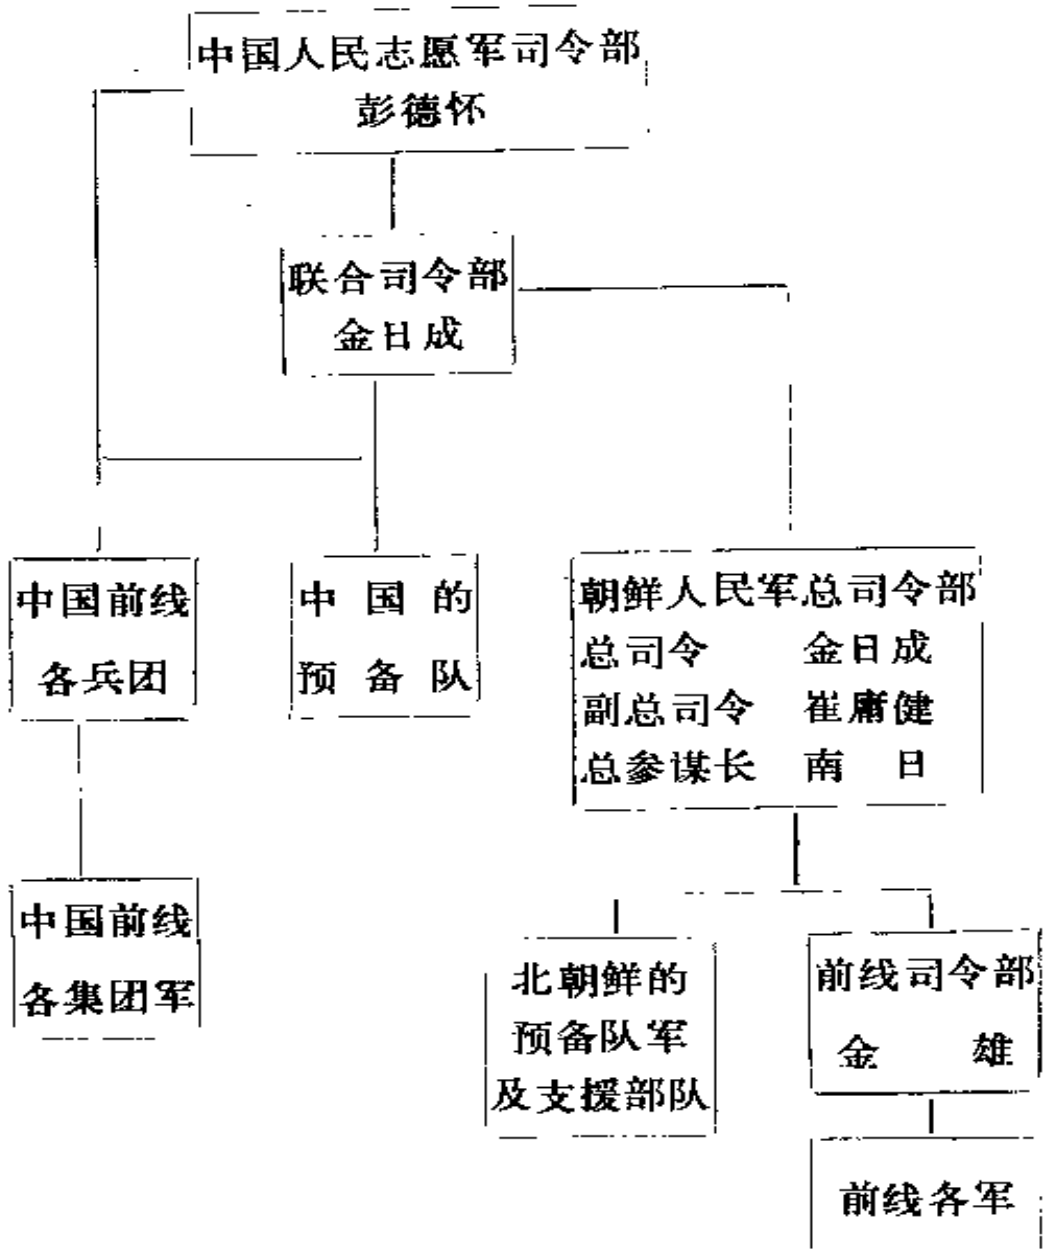 中国人民志愿军司令部
彭德怀
联合司令部
金日成
中国前线
各兵团
中国的
预备队
朝鲜人民军总司令部
总司令 金日成
副总司令 崔庸健
总参谋长 南日
中国前线
各集团军
北朝鲜的
预备队军
及支援部队
前线司令部
金雄
前线各军